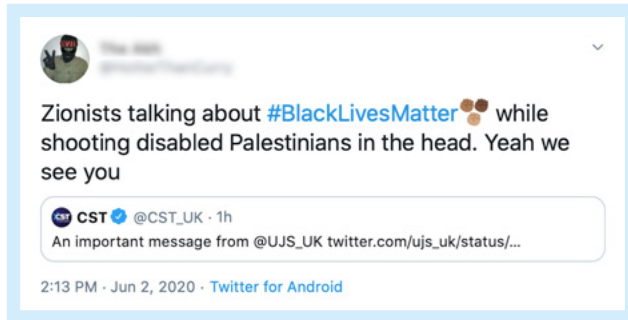 Zionists talking about #BlackLivesMatter✊🏽✊🏿✊🏾 while
shooting disabled Palestinians in the head. Yeah we
see you
CST CST @CST_UK · 1h
An important message from @UJS_UK twitter.com/ujs_uk/status/...
2:13 PM · Jun 2, 2020 · Twitter for Android